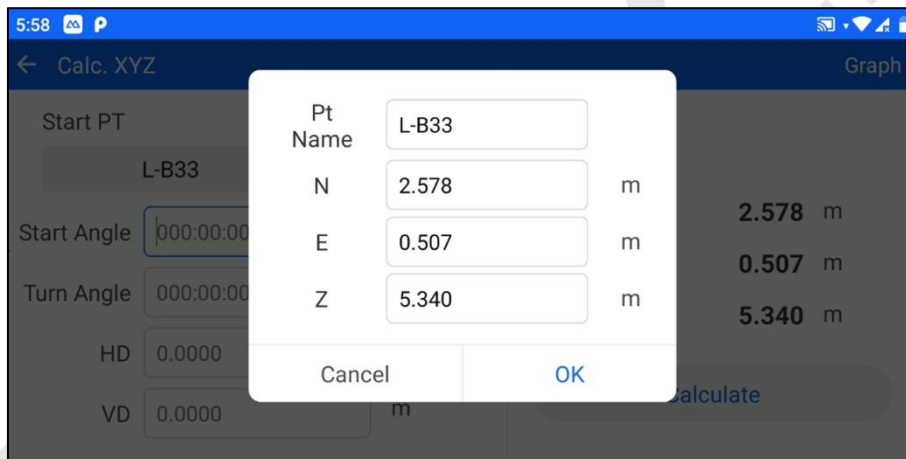 5:58
Calc. XYZ
Graph
Start PT
L-B33
Start Angle 000:00:00
Turn Angle 000:00:00
HD 0.0000
VD 0.0000 m
Pt Name L-B33
N 2.578 m
E 0.507 m
Z 5.340 m
Cancel OK
2.578 m
0.507 m
5.340 m
Calculate